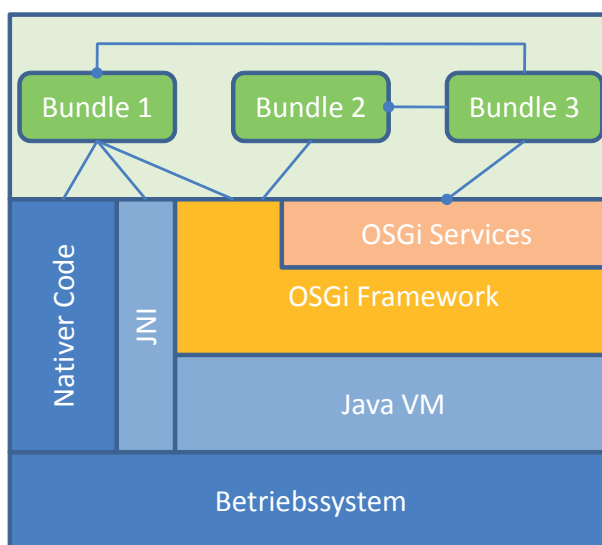 Bundle 1
Bundle 2
Bundle 3
OSGi Services
OSGi Framework
Nativer Code
JNI
Java VM
Betriebssystem